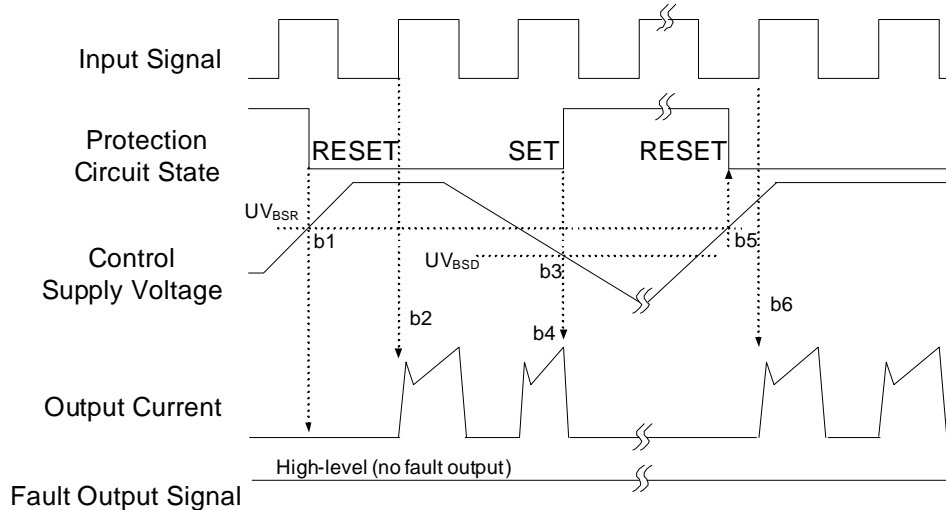 Input Signal
Protection
Circuit State
RESET
SET
RESET
UVBSR
b1
b5
UVBSD
b3
Control
Supply Voltage
b2
b4
b6
Output Current
High-level (no fault output)
Fault Output Signal